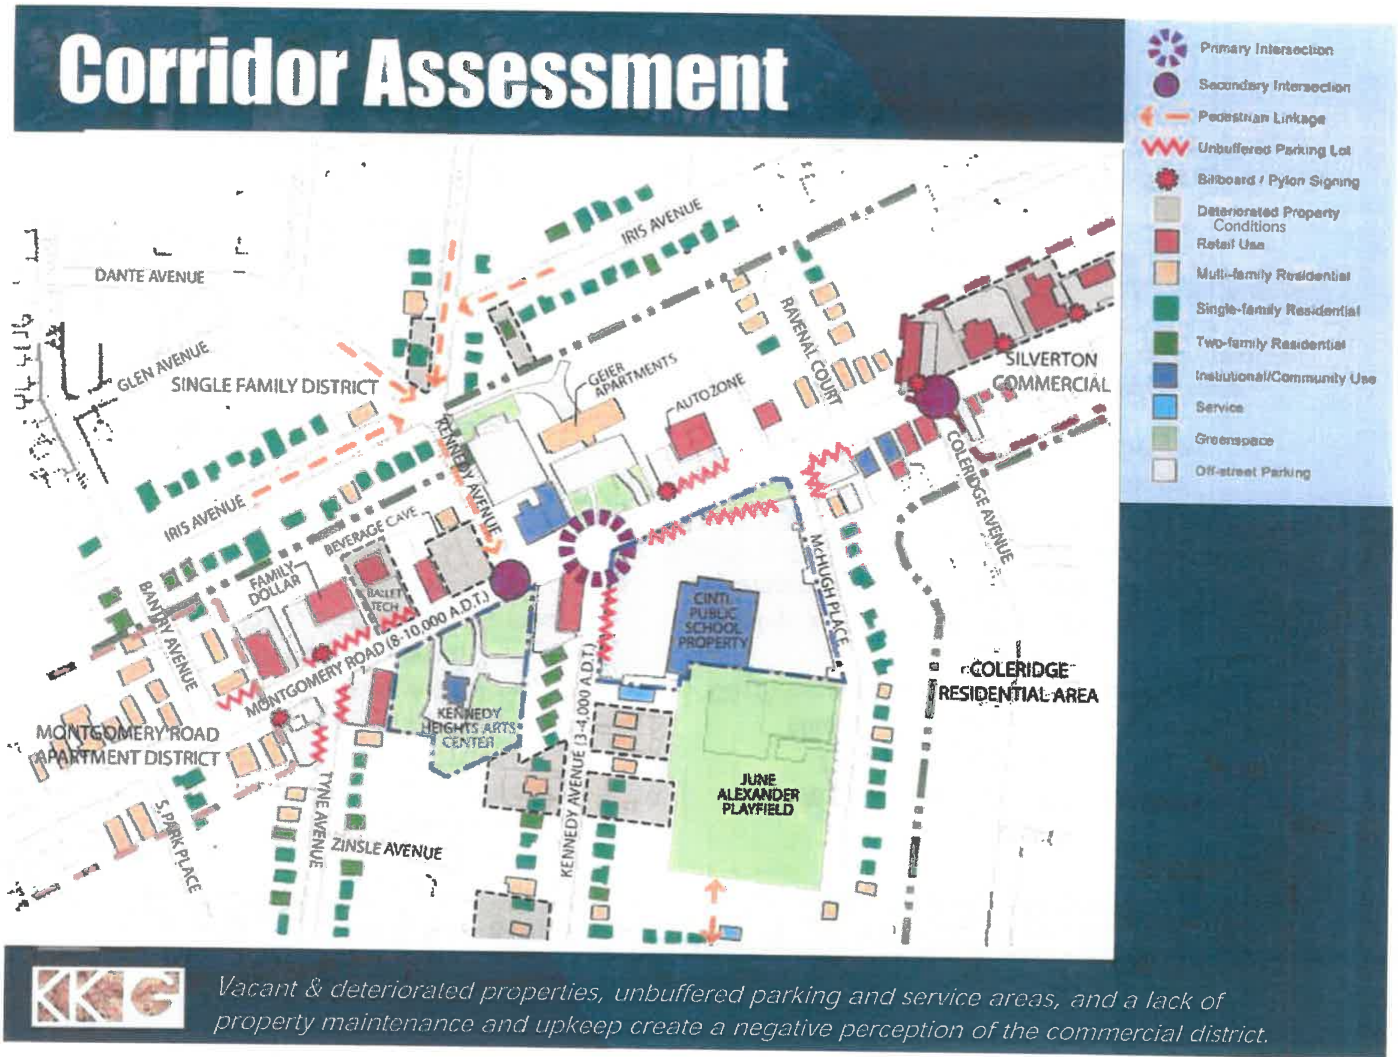 Corridor Assessment
Primary Intersection
Secondary Intersection
Pedestrian Linkage
Unbuffered Parking Lot
Billboard / Pylon Signing
Deteriorated Property
Conditions
Retail Use
Multi-family Residential
Single-family Residential
Two-family Residential
Institutional/Community Use
Service
Greenspace
Off-street Parking
IRIS AVENUE
DANTE AVENUE
GLEN AVENUE
SINGLE FAMILY DISTRICT
GEIER
APARTMENTS
AUTOZONE
RAVENAL COURT
SILVERTON
COMMERCIAL
KENNEDY AVENUE
COLERIDGE AVENUE
IRIS AVENUE
BEVERAGE CAVE
FAMILY
DOLLAR
BALLET
TECH
BANTRY AVENUE
MONTGOMERY ROAD (8-10,000 A.D.T.)
McHUGH PLACE
CINTI.
PUBLIC
SCHOOL
PROPERTY
COLERIDGE
RESIDENTIAL AREA
KENNEDY
HEIGHTS ARTS
CENTER
MONTGOMERY ROAD
APARTMENT DISTRICT
KENNEDY AVENUE (3-4,000 A.D.T.)
JUNE
ALEXANDER
PLAYFIELD
TYNE AVENUE
ZINSLE AVENUE
S. PARK PLACE
KKG
Vacant & deteriorated properties, unbuffered parking and service areas, and a lack of
property maintenance and upkeep create a negative perception of the commercial district.